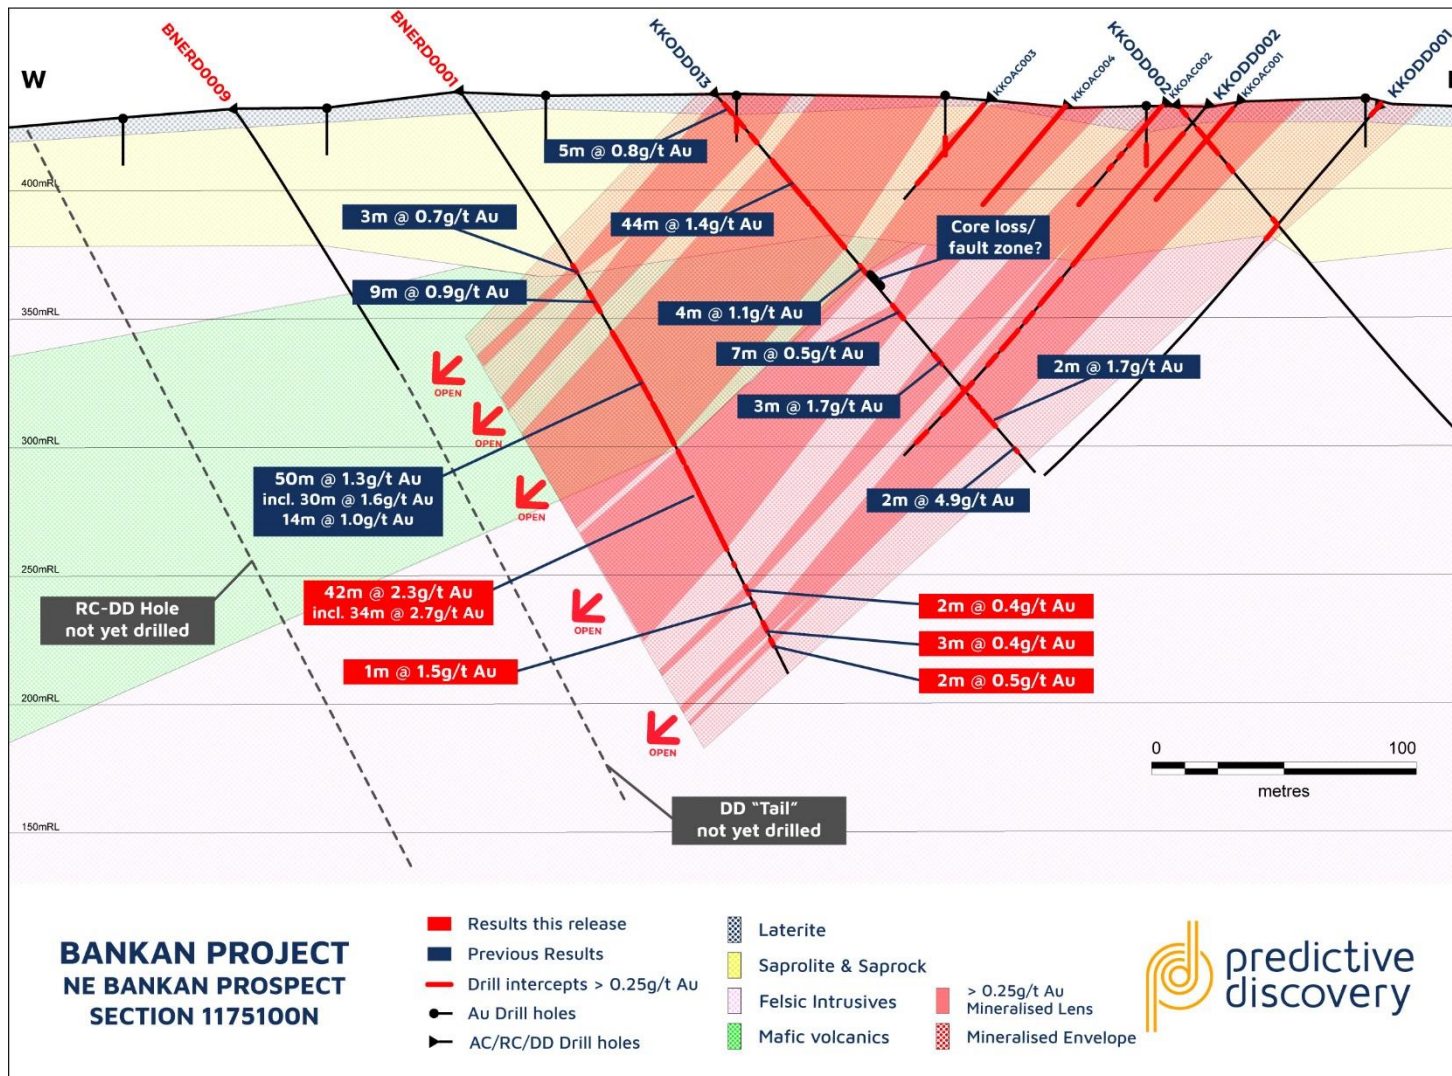 W
BNERD0009
BNERD0001
KKODD013
KKOAC003
KKOAC004
KKODD003
KKOAC002
KKODD002
KKOAC001
KKODD001
5m @ 0.8g/t Au
400mRL
3m @ 0.7g/t Au
44m @ 1.4g/t Au
Core loss/
fault zone?
9m @ 0.9g/t Au
350mRL
4m @ 1.1g/t Au
7m @ 0.5g/t Au
2m @ 1.7g/t Au
OPEN
3m @ 1.7g/t Au
OPEN
300mRL
50m @ 1.3g/t Au
incl. 30m @ 1.6g/t Au
14m @ 1.0g/t Au
2m @ 4.9g/t Au
OPEN
250mRL
42m @ 2.3g/t Au
incl. 34m @ 2.7g/t Au
2m @ 0.4g/t Au
RC-DD Hole
not yet drilled
OPEN
3m @ 0.4g/t Au
1m @ 1.5g/t Au
2m @ 0.5g/t Au
200mRL
OPEN
0 100
metres
DD "Tail"
not yet drilled
150mRL
BANKAN PROJECT
NE BANKAN PROSPECT
SECTION 1175100N
Results this release
Previous Results
Drill intercepts > 0.25g/t Au
Au Drill holes
AC/RC/DD Drill holes
Laterite
Saprolite & Saprock
Felsic Intrusives
Mafic volcanics
> 0.25g/t Au
Mineralised Lens
Mineralised Envelope
predictive
discovery